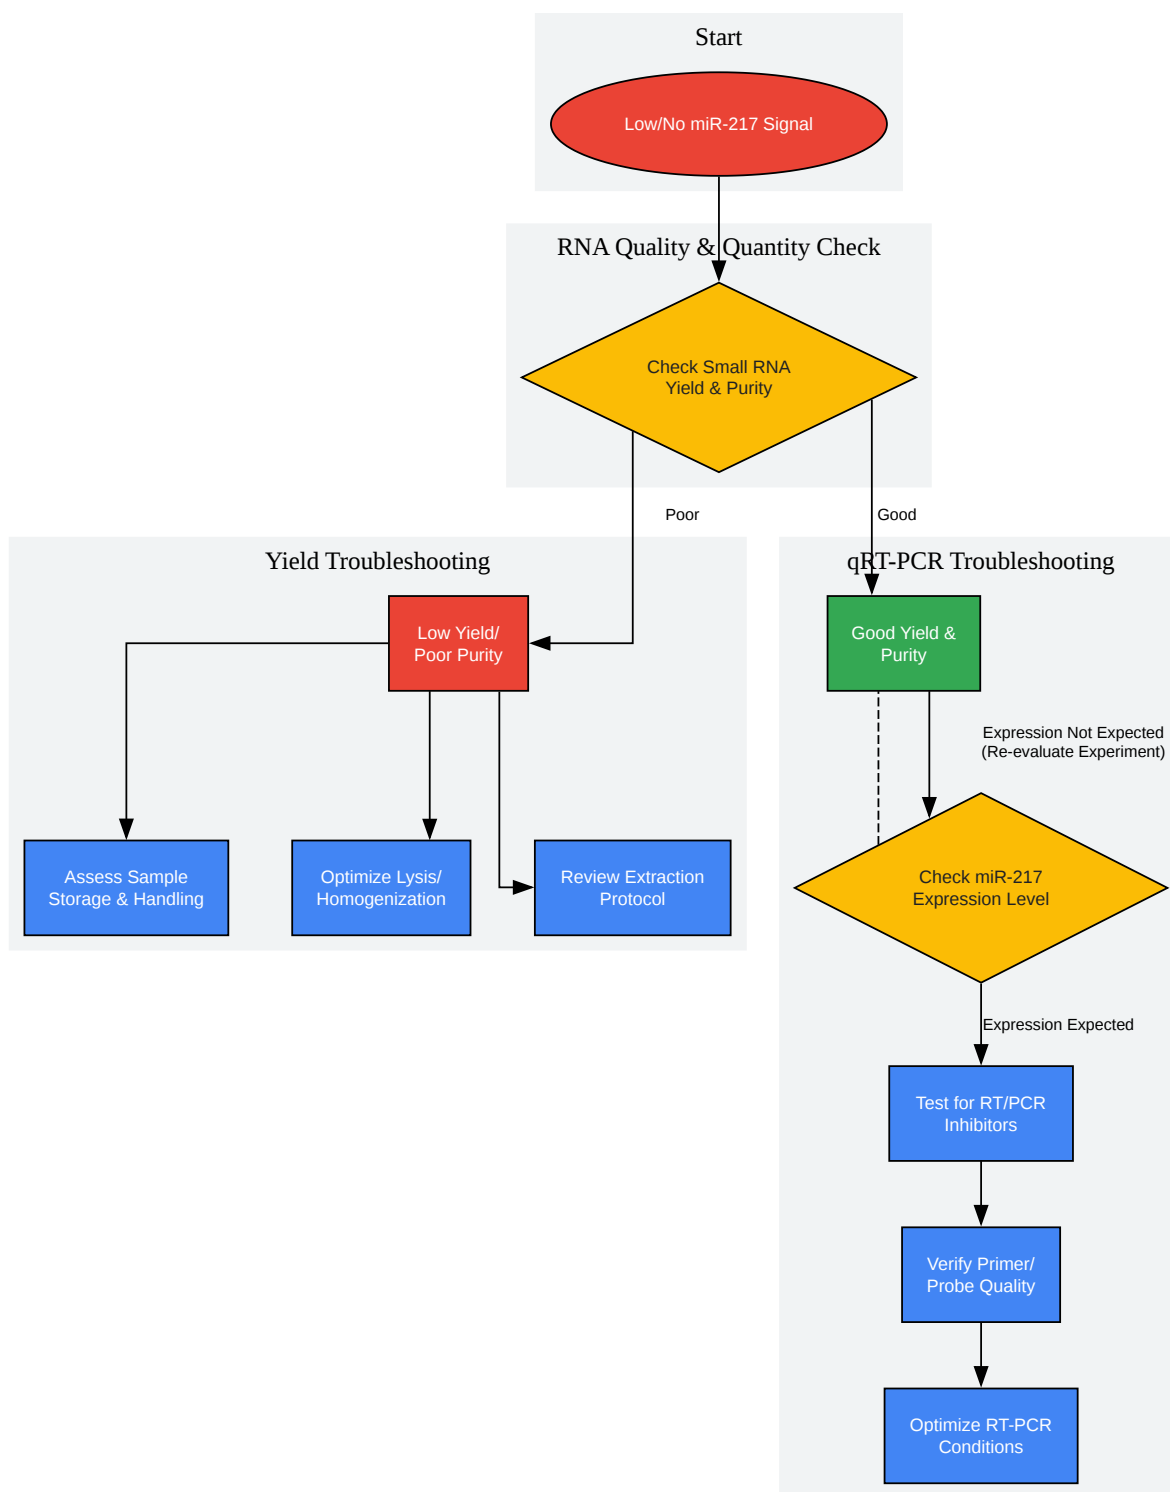 Start
Low/No miR-217 Signal
RNA Quality & Quantity Check
Check Small RNA
Yield & Purity
Poor
Good
Yield Troubleshooting
Low Yield/
Poor Purity
Assess Sample
Storage & Handling
Optimize Lysis/
Homogenization
Review Extraction
Protocol
qRT-PCR Troubleshooting
Good Yield &
Purity
Expression Not Expected
(Re-evaluate Experiment)
Check miR-217
Expression Level
Expression Expected
Test for RT/PCR
Inhibitors
Verify Primer/
Probe Quality
Optimize RT-PCR
Conditions